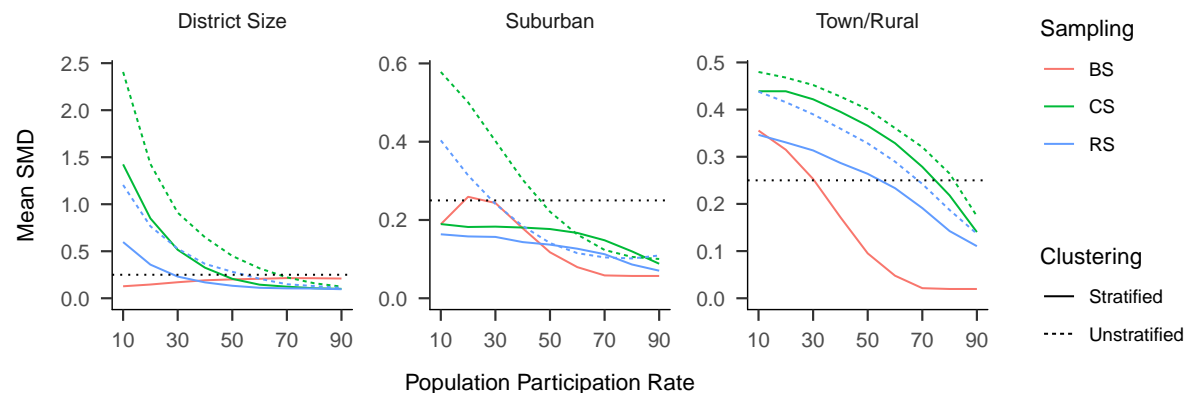 District Size
Suburban
Town/Rural
Mean SMD
2.5
2.0
1.5
1.0
0.5
0.0
10 30 50 70 90
0.6
0.4
0.2
0.0
10 30 50 70 90
0.5
0.4
0.3
0.2
0.1
0.0
10 30 50 70 90
Population Participation Rate
Sampling
BS
CS
RS
Clustering
Stratified
Unstratified